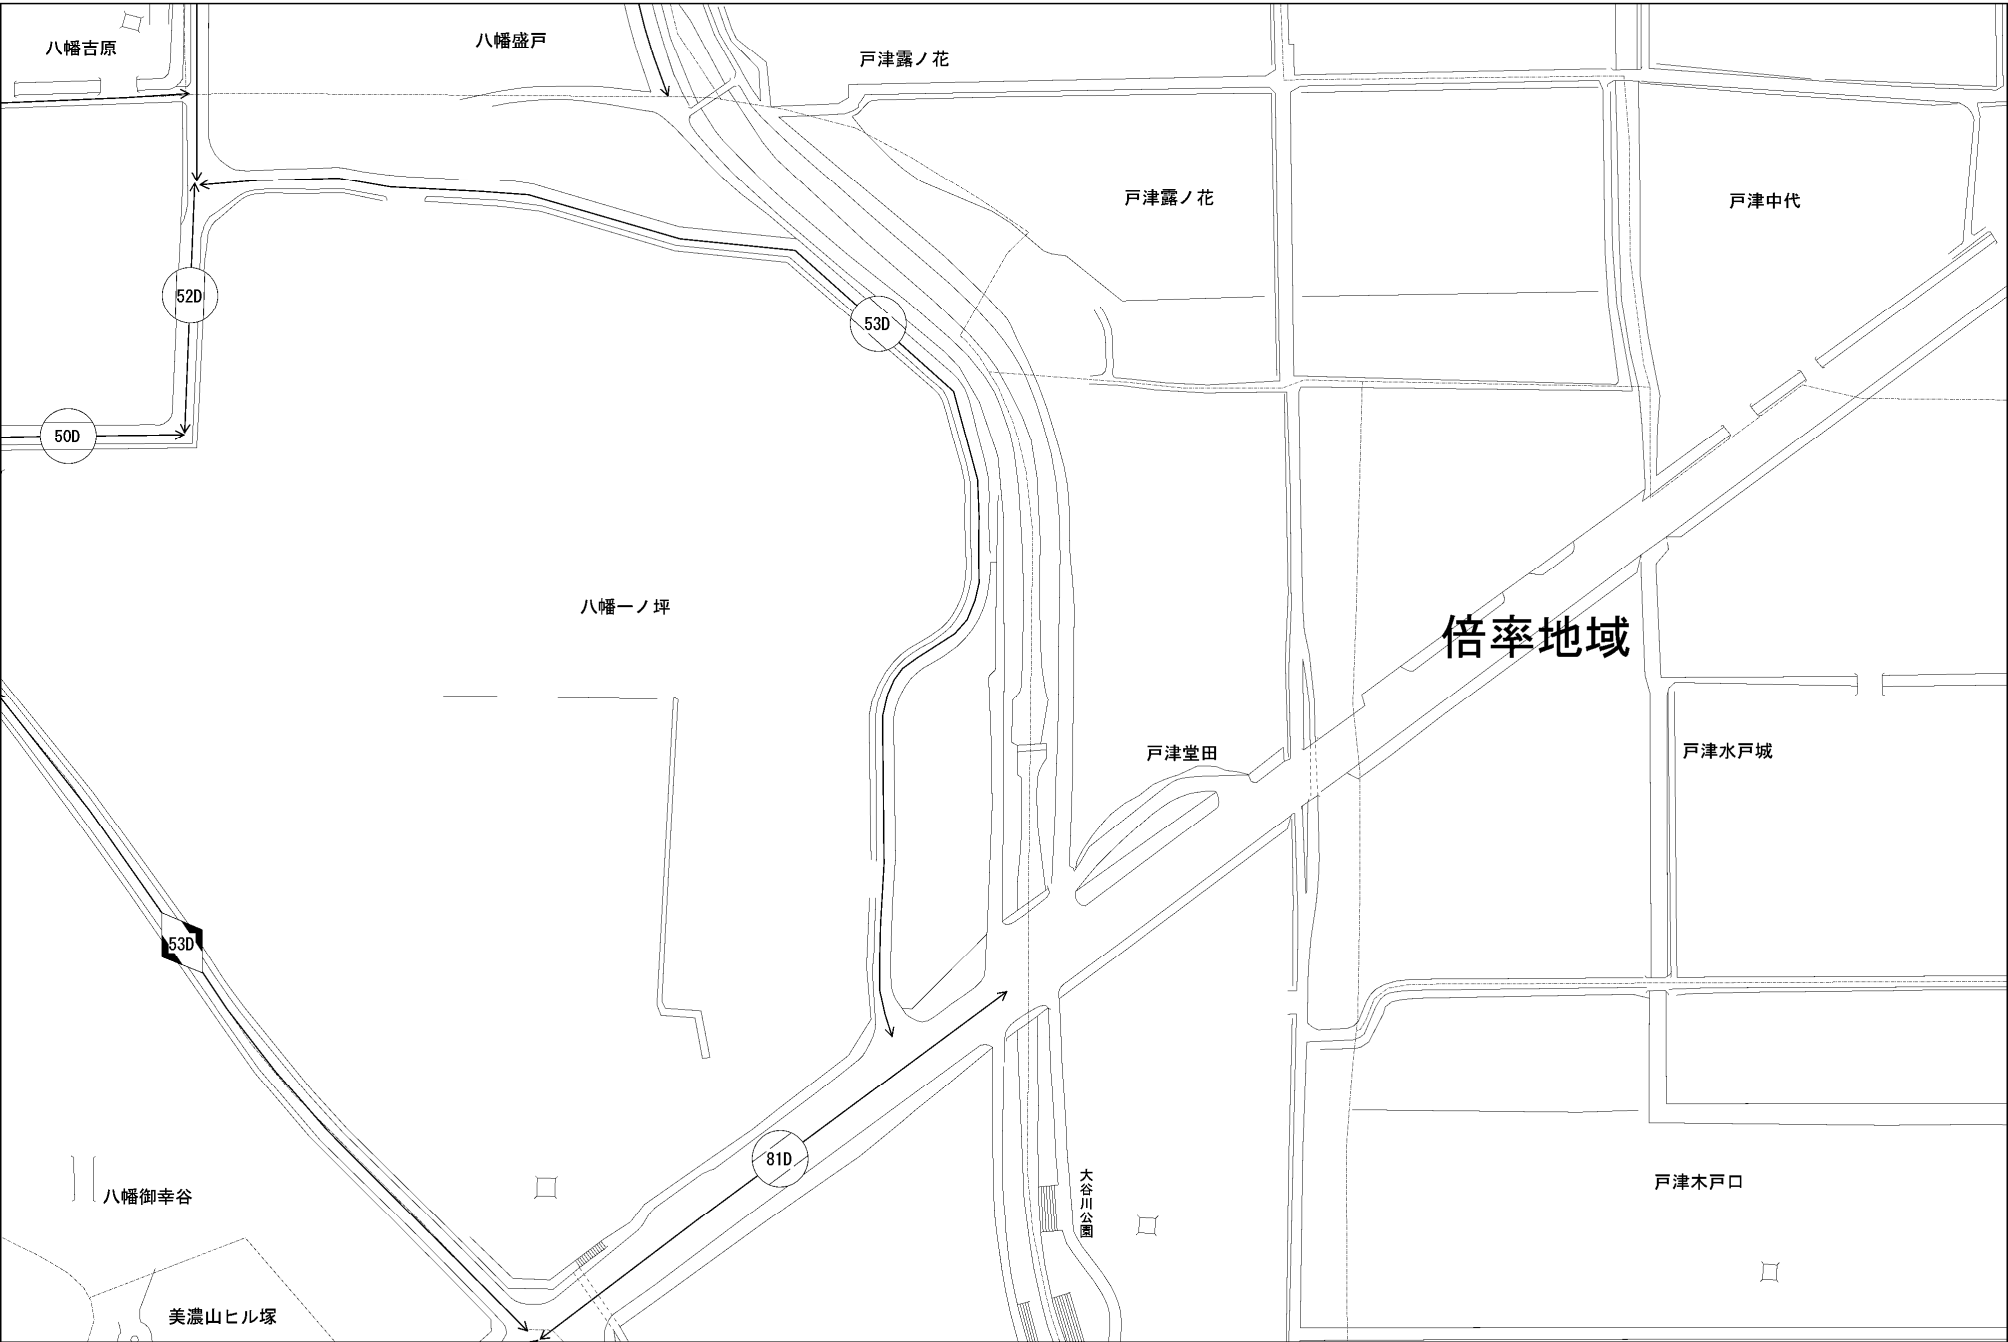 八幡吉原
八幡盛戸
戸津露ノ花
戸津露ノ花
戸津中代
52D
53D
50D
八幡一ノ坪
倍率地域
戸津堂田
戸津水戸城
53D
81D
大谷川公園
戸津木戸口
八幡御幸谷
美濃山ヒル塚